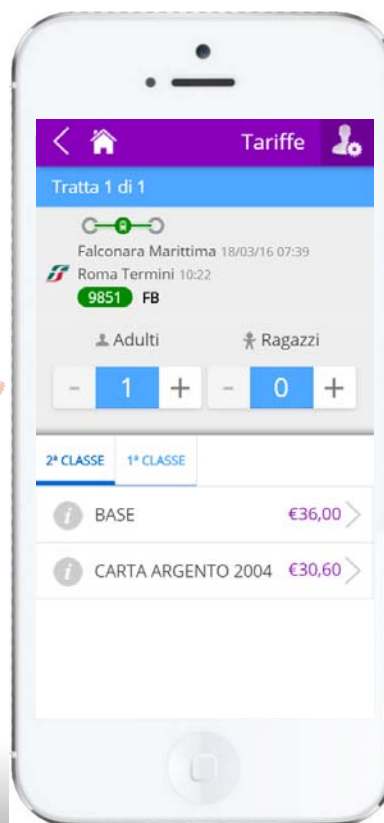 Tariffe
Tratta 1 di 1
Falconara Marittima 18/03/16 07:39
Roma Termini 10:22
9851 FB
Adulti Ragazzi
- 1 + - 0 +
2ª CLASSE 1ª CLASSE
i BASE €36,00
i CARTA ARGENTO 2004 €30,60